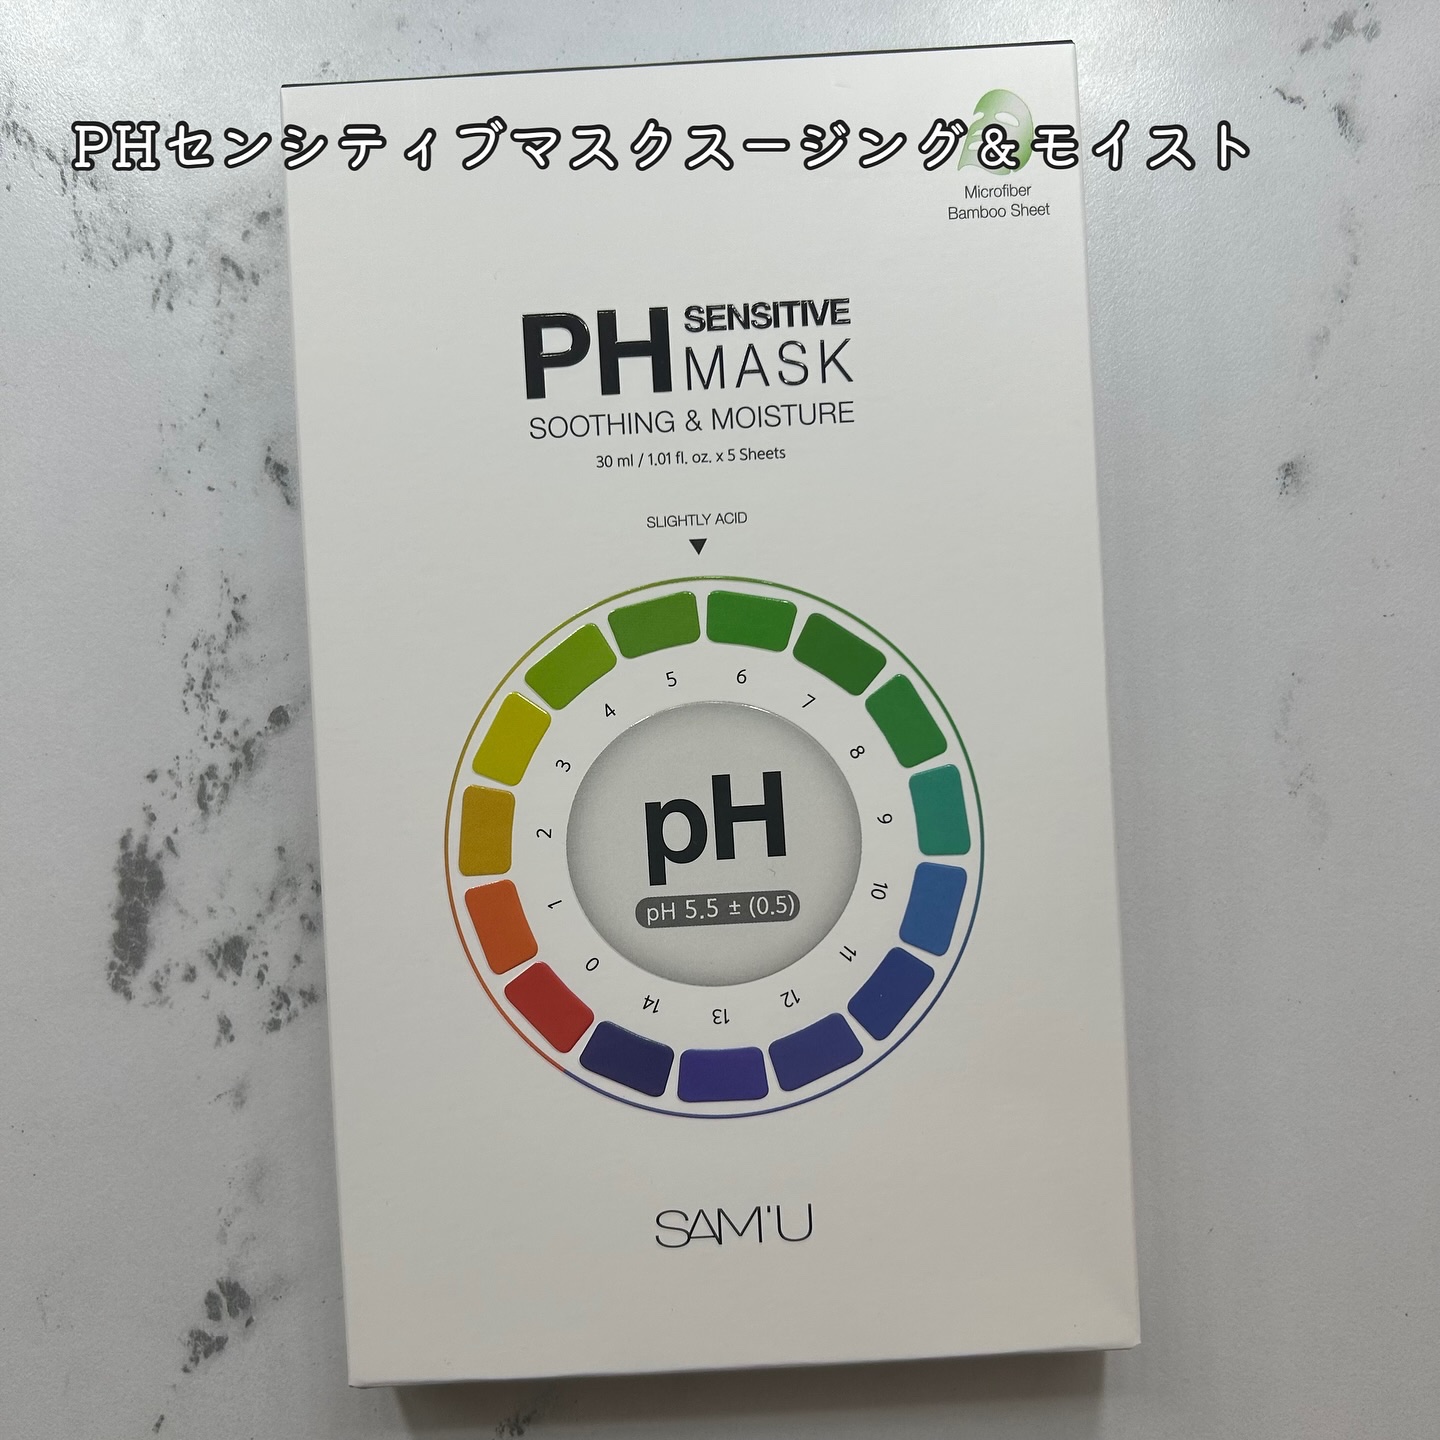 PHセンシティブマスクスージング&モイスト
Microfiber
Bamboo Sheet
PH SENSITIVE
MASK
SOOTHING & MOISTURE
30 ml / 1.01 fl. oz. x 5 Sheets
SLIGHTLY ACID
0
1
2
3
4
5
6
7
8
9
10
11
12
13
14
pH
pH 5.5 ± (0.5)
SAM'U